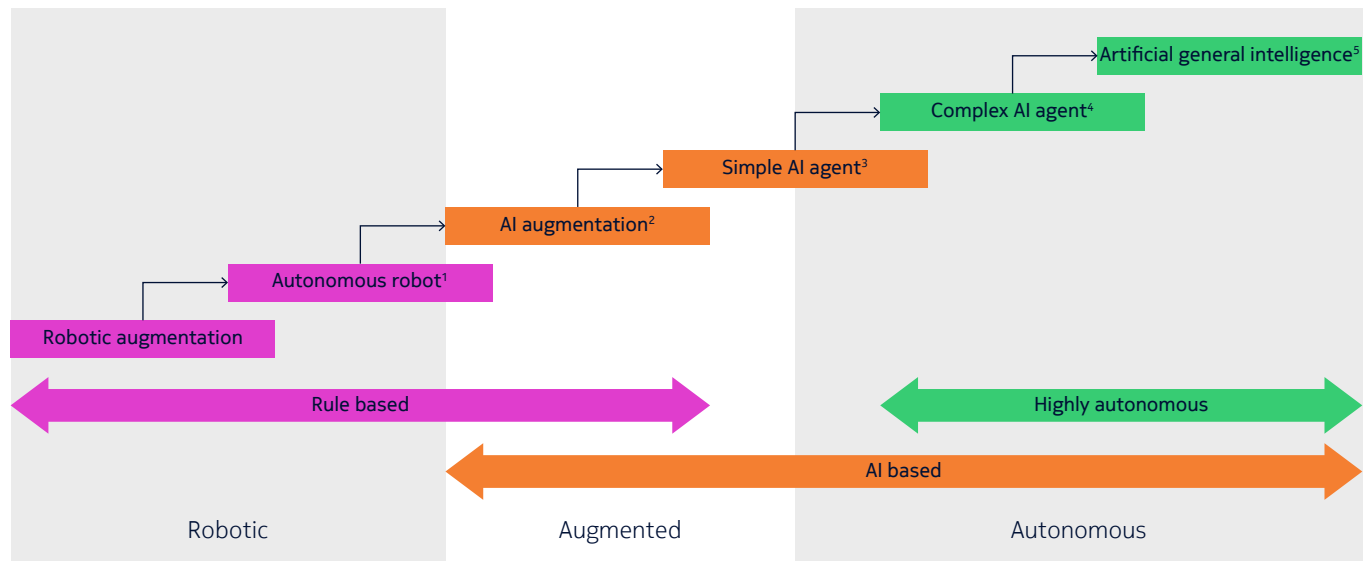 Artificial general intelligence⁵
Complex AI agent⁴
Simple AI agent³
AI augmentation²
Autonomous robot¹
Robotic augmentation
Rule based
Highly autonomous
AI based
Robotic
Augmented
Autonomous